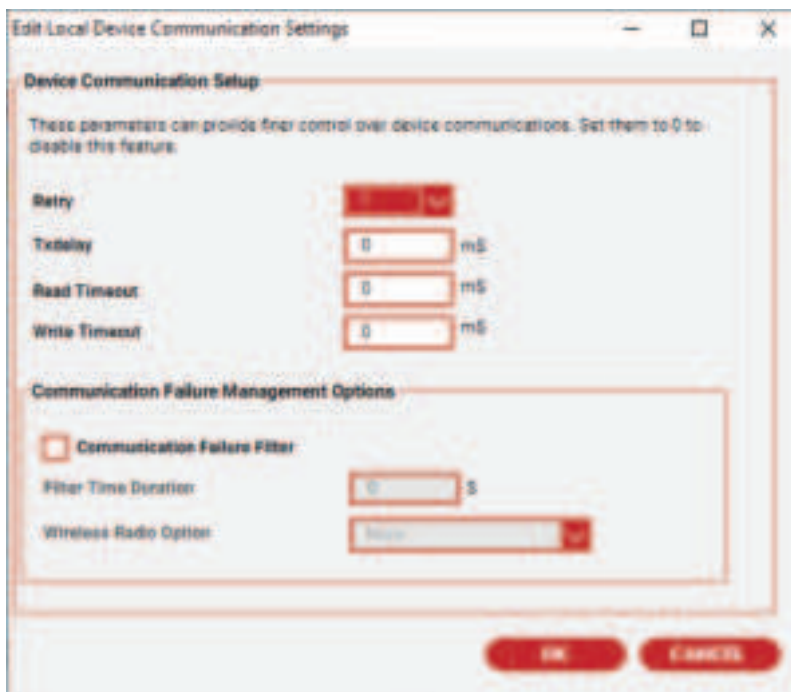 Edit Local Device Communication Settings
Device Communication Setup
These parameters can provide finer control over device communications. Set them to 0 to
disable this feature.
Retry
Txdelay 0 mS
Read Timeout 0 mS
Write Timeout 0 mS
Communication Failure Management Options
Communication Failure Filter
Filter Time Duration 0 S
Wireless Radio Option None
OK CANCEL